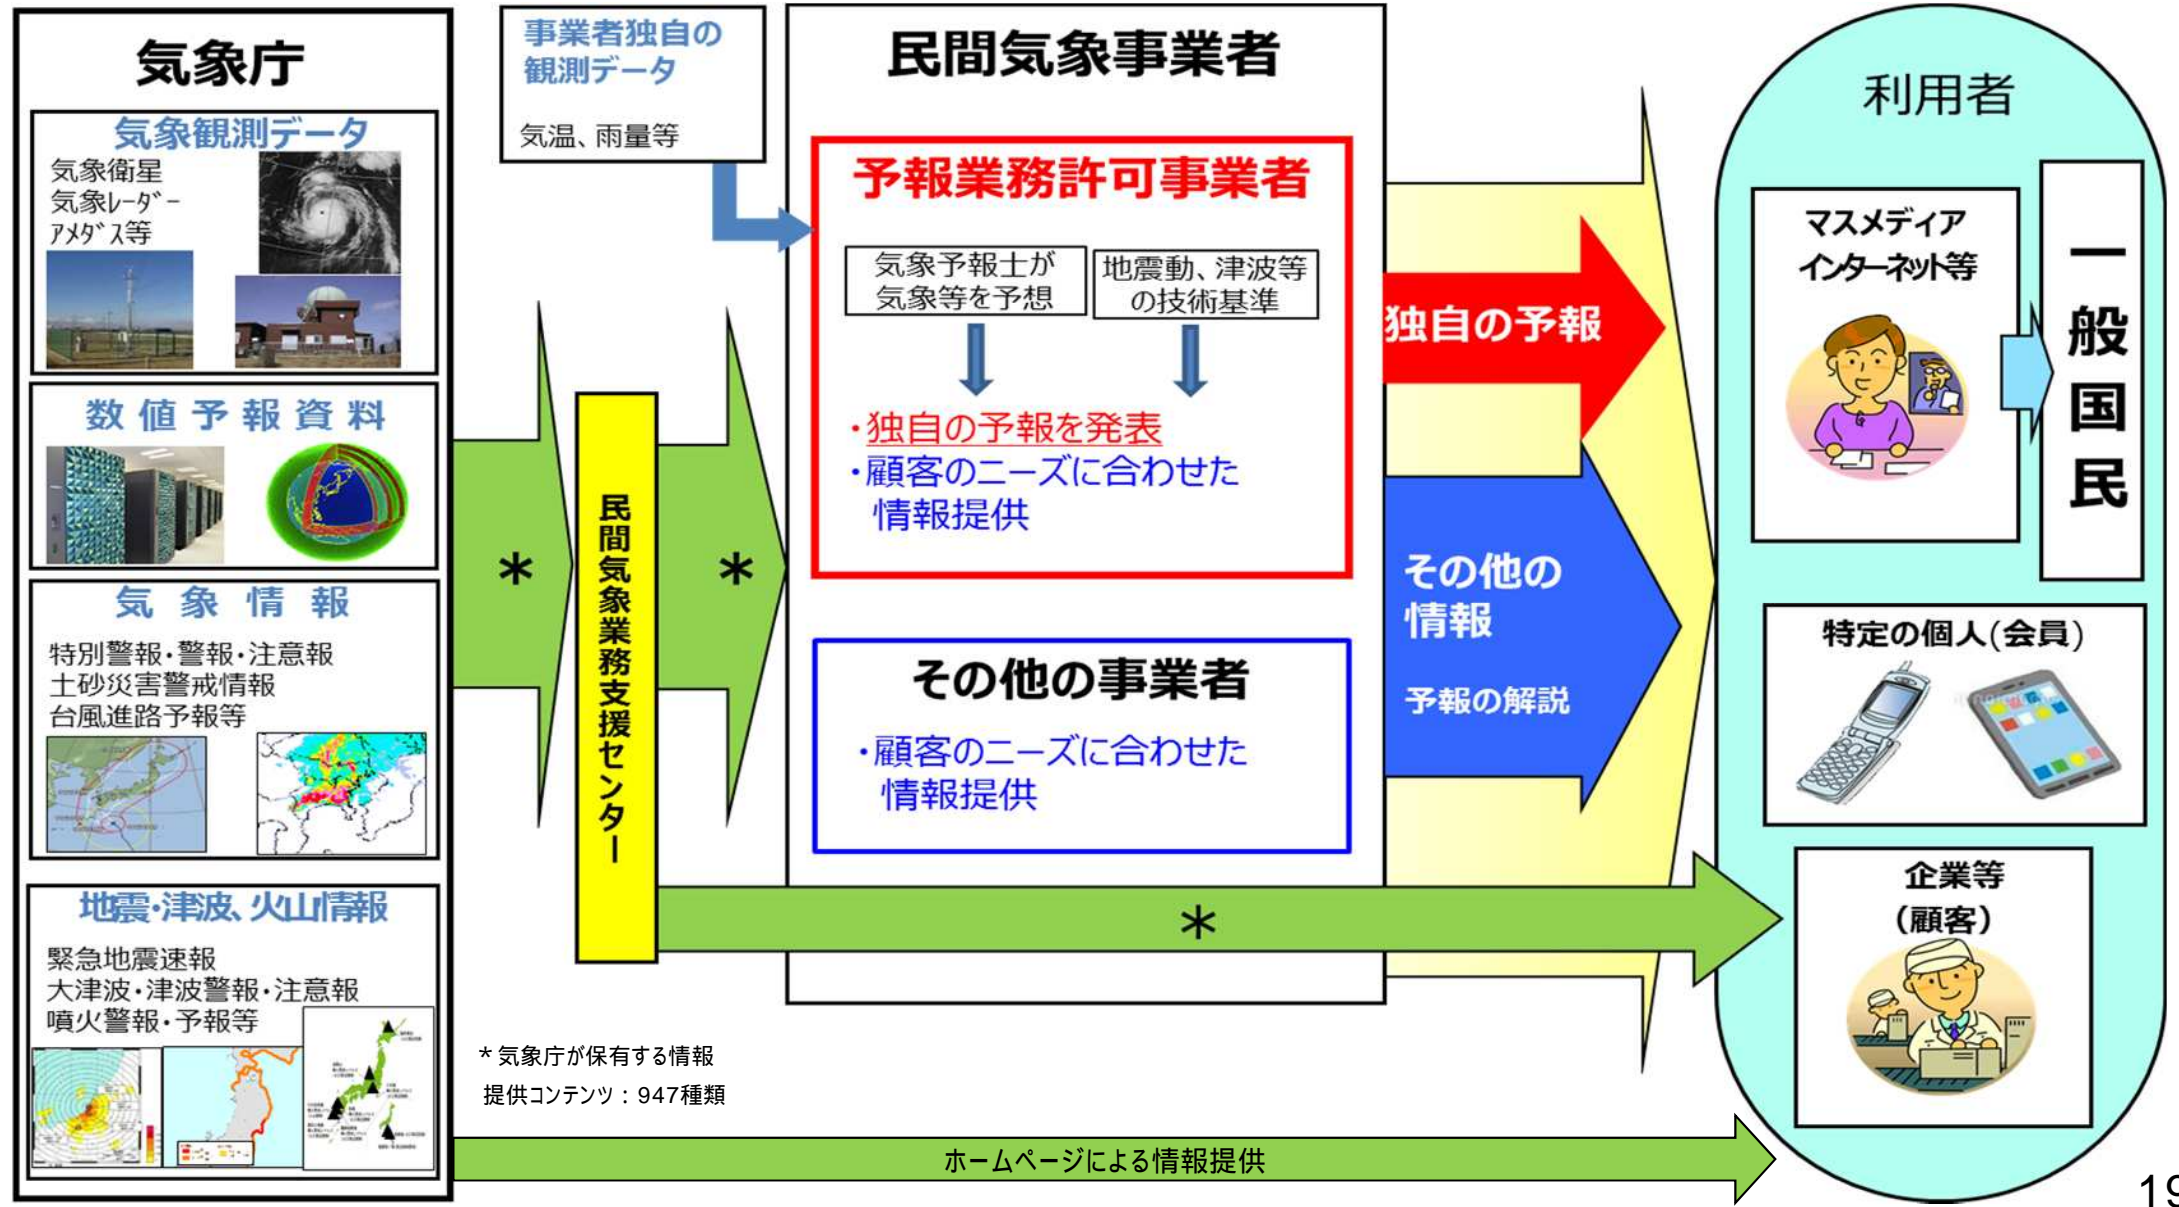 気象庁
気象観測データ
気象衛星
気象ﾚｰﾀﾞｰ
ｱﾒﾀﾞｽ等
数値予報資料
気象情報
特別警報・警報・注意報
土砂災害警戒情報
台風進路予報等
地震・津波、火山情報
緊急地震速報
大津波・津波警報・注意報
噴火警報・予報等
事業者独自の
観測データ
気温、雨量等
*
民間気象業務支援センター
*
民間気象事業者
予報業務許可事業者
気象予報士が
気象等を予想
地震動、津波等
の技術基準
・独自の予報を発表
・顧客のニーズに合わせた
情報提供
その他の事業者
・顧客のニーズに合わせた
情報提供
独自の予報
その他の
情報
予報の解説
*
利用者
マスメディア
インターネット等
一般国民
特定の個人(会員)
企業等
（顧客）
*気象庁が保有する情報
提供コンテンツ：947種類
ホームページによる情報提供
19